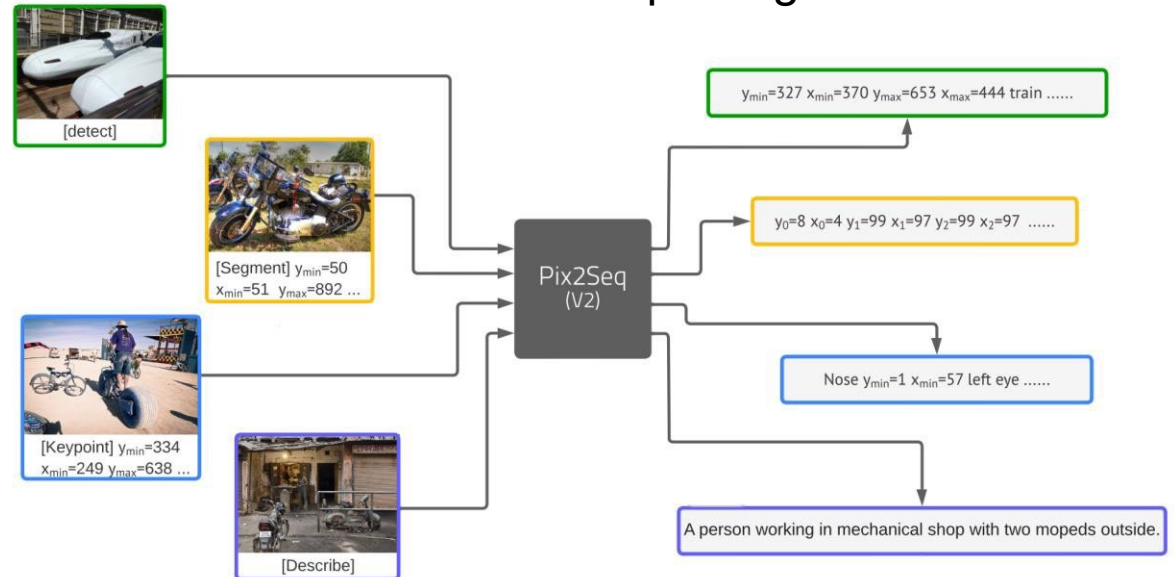 [detect]
[Segment] yₘᵢₙ=50
xₘᵢₙ=51 yₘₐₓ=892 ...
[Keypoint] yₘᵢₙ=334
xₘᵢₙ=249 yₘₐₓ=638 ...
[Describe]
Pix2Seq
(V2)
yₘᵢₙ=327 xₘᵢₙ=370 yₘₐₓ=653 xₘₐₓ=444 train ......
y₀=8 x₀=4 y₁=99 x₁=97 y₂=99 x₂=97 ......
Nose yₘᵢₙ=1 xₘᵢₙ=57 left eye ......
A person working in mechanical shop with two mopeds outside.